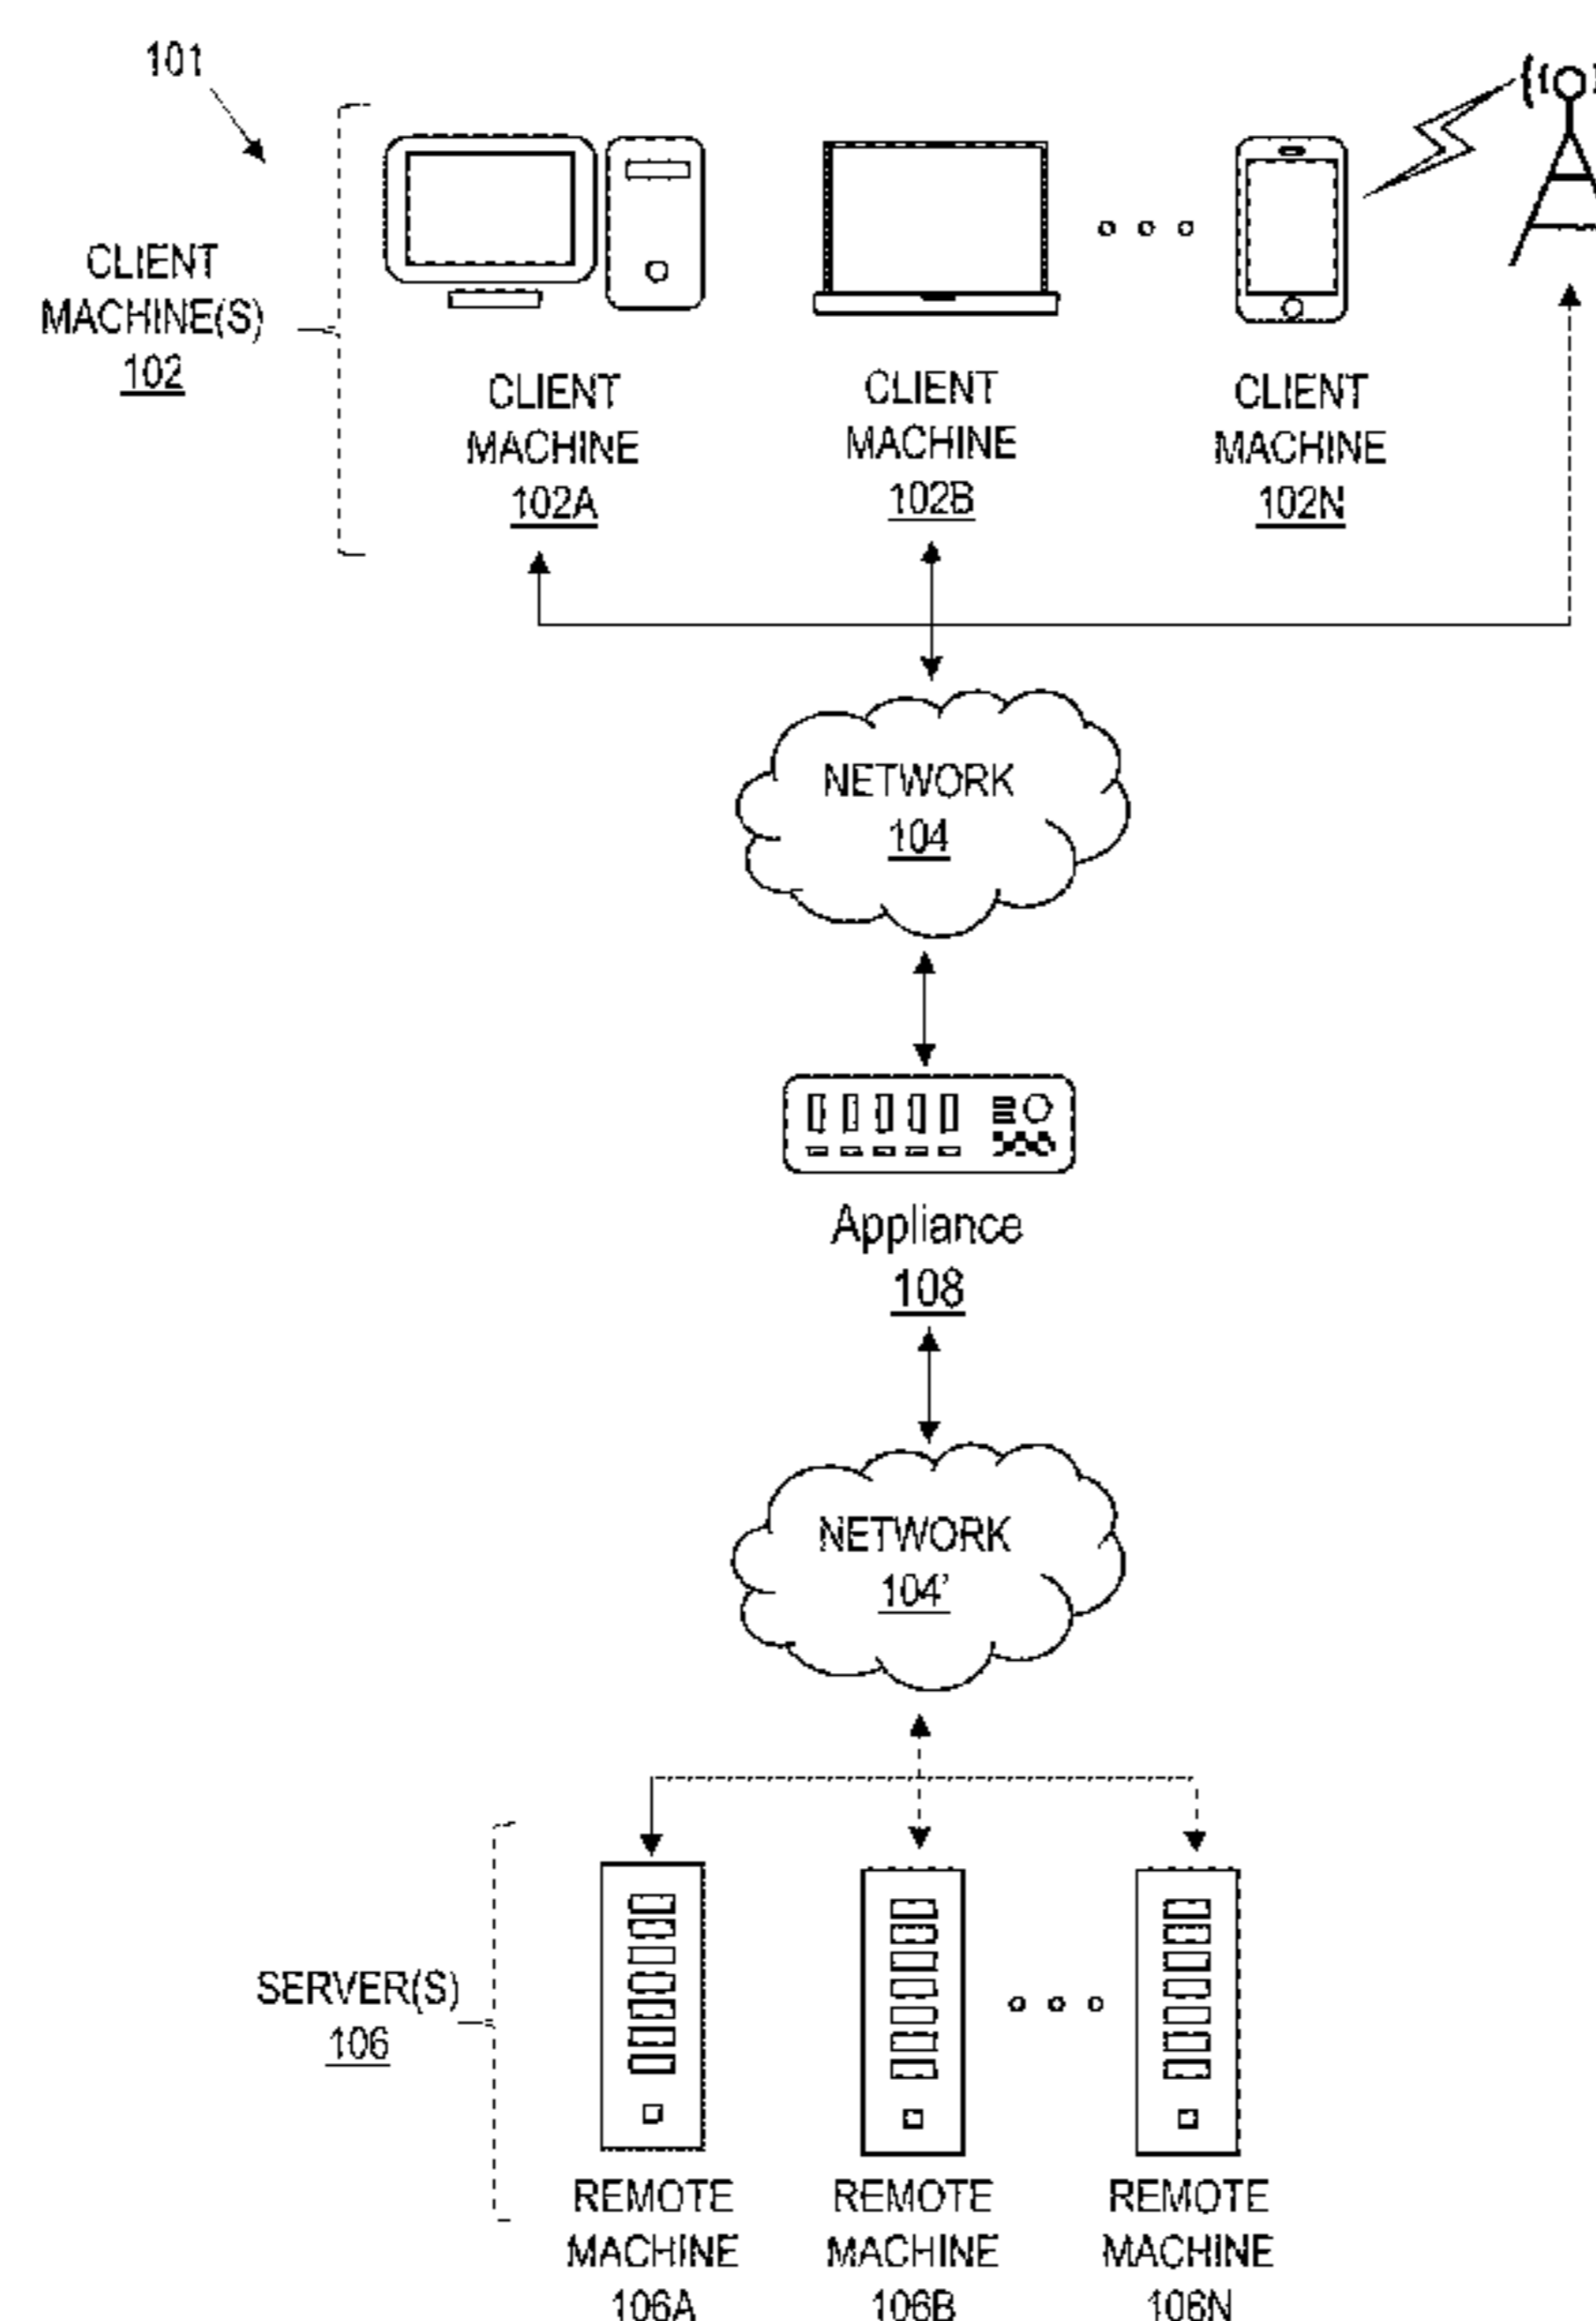 101
CLIENT
MACHINE(S)
102
CLIENT
MACHINE
102A
CLIENT
MACHINE
102B
CLIENT
MACHINE
102N
NETWORK
104
Appliance
108
NETWORK
104’
SERVER(S)
106
REMOTE
MACHINE
106A
REMOTE
MACHINE
106B
REMOTE
MACHINE
106N